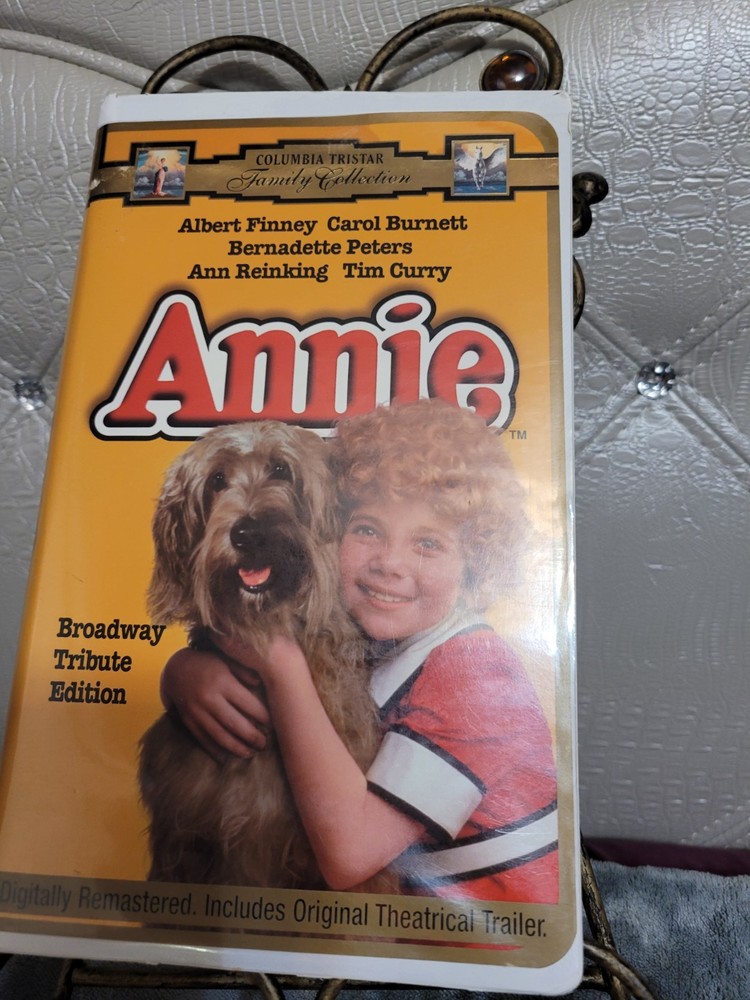 COLUMBIA TRISTAR
Family Collection
Albert Finney Carol Burnett
Bernadette Peters
Ann Reinking Tim Curry
Annie
TM
Broadway
Tribute
Edition
Digitally Remastered. Includes Original Theatrical Trailer.